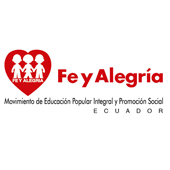 FE Y ALEGRIA
Fe y Alegría
Movimiento de Educación Popular Integral y Promoción Social
ECUADOR